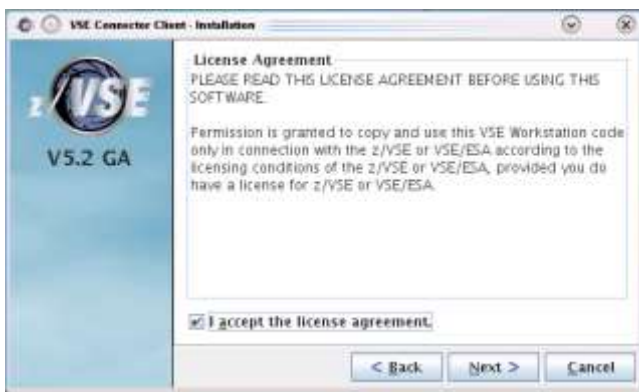 VSE Connector Client - Installation
z/VSE
V5.2 GA
License Agreement
PLEASE READ THIS LICENSE AGREEMENT BEFORE USING THIS
SOFTWARE.
Permission is granted to copy and use this VSE Workstation code
only in connection with the z/VSE or VSE/ESA according to the
licensing conditions of the z/VSE or VSE/ESA, provided you do
have a license for z/VSE or VSE/ESA.
I accept the license agreement.
< Back
Next >
Cancel